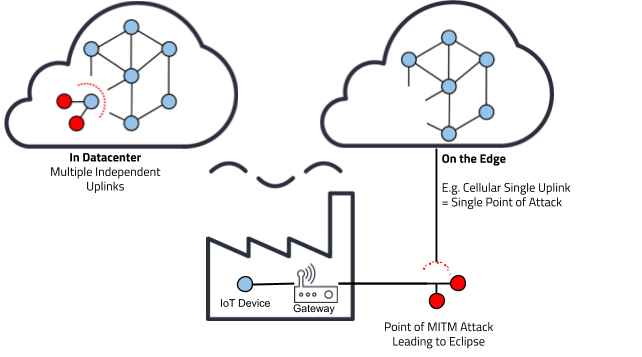 In Datacenter
Multiple Independent
Uplinks
On the Edge
E.g. Cellular Single Uplink
= Single Point of Attack
IoT Device
Gateway
Point of MITM Attack
Leading to Eclipse